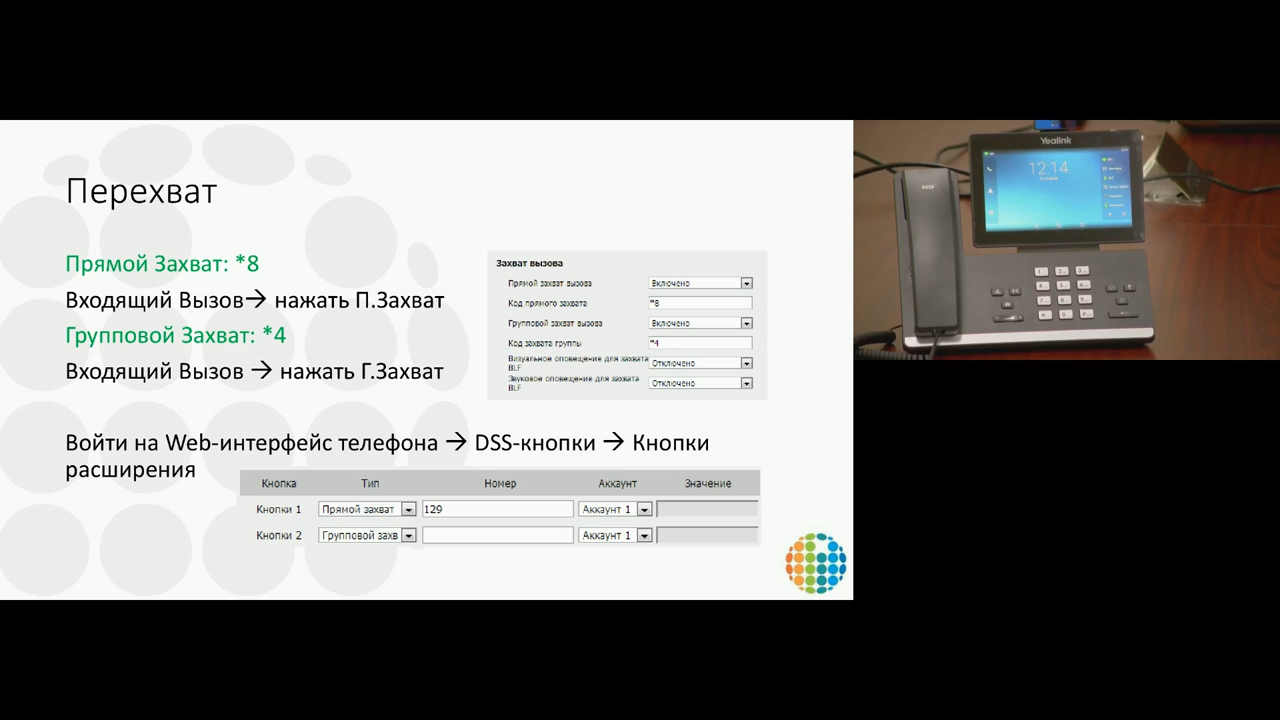 Перехват
Прямой Захват: *8
Входящий Вызов→ нажать П.Захват
Групповой Захват: *4
Входящий Вызов → нажать Г.Захват
Захват вызова
Прямой захват вызова Включено
Код прямого захвата *8
Групповой захват вызова Включено
Код захвата группы *4
Визуальное оповещение для захвата
BLF Отключено
Звуковое оповещение для захвата
BLF Отключено
Войти на Web-интерфейс телефона → DSS-кнопки → Кнопки
расширения
Кнопка Тип Номер Аккаунт Значение
Кнопки 1 Прямой захват 129 Аккаунт 1
Кнопки 2 Групповой захв Аккаунт 1
Yealink
12:14